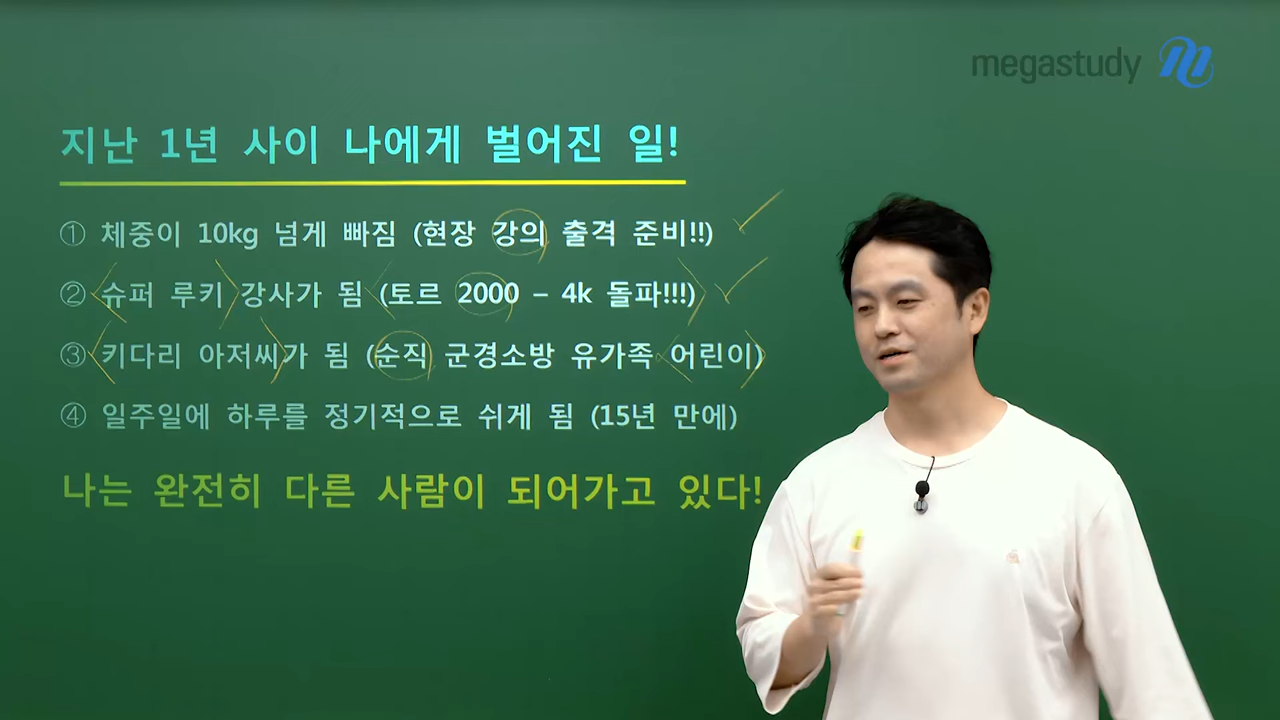 megastudy
지난 1년 사이 나에게 벌어진 일!
① 체중이 10kg 넘게 빠짐 (현장 강의 출격 준비!!)
② 슈퍼 루키 강사가 됨 (토르 2000 – 4k 돌파!!!)
③ 키다리 아저씨가 됨 (순직 군경소방 유가족 어린이)
④ 일주일에 하루를 정기적으로 쉬게 됨 (15년 만에)
나는 완전히 다른 사람이 되어가고 있다!